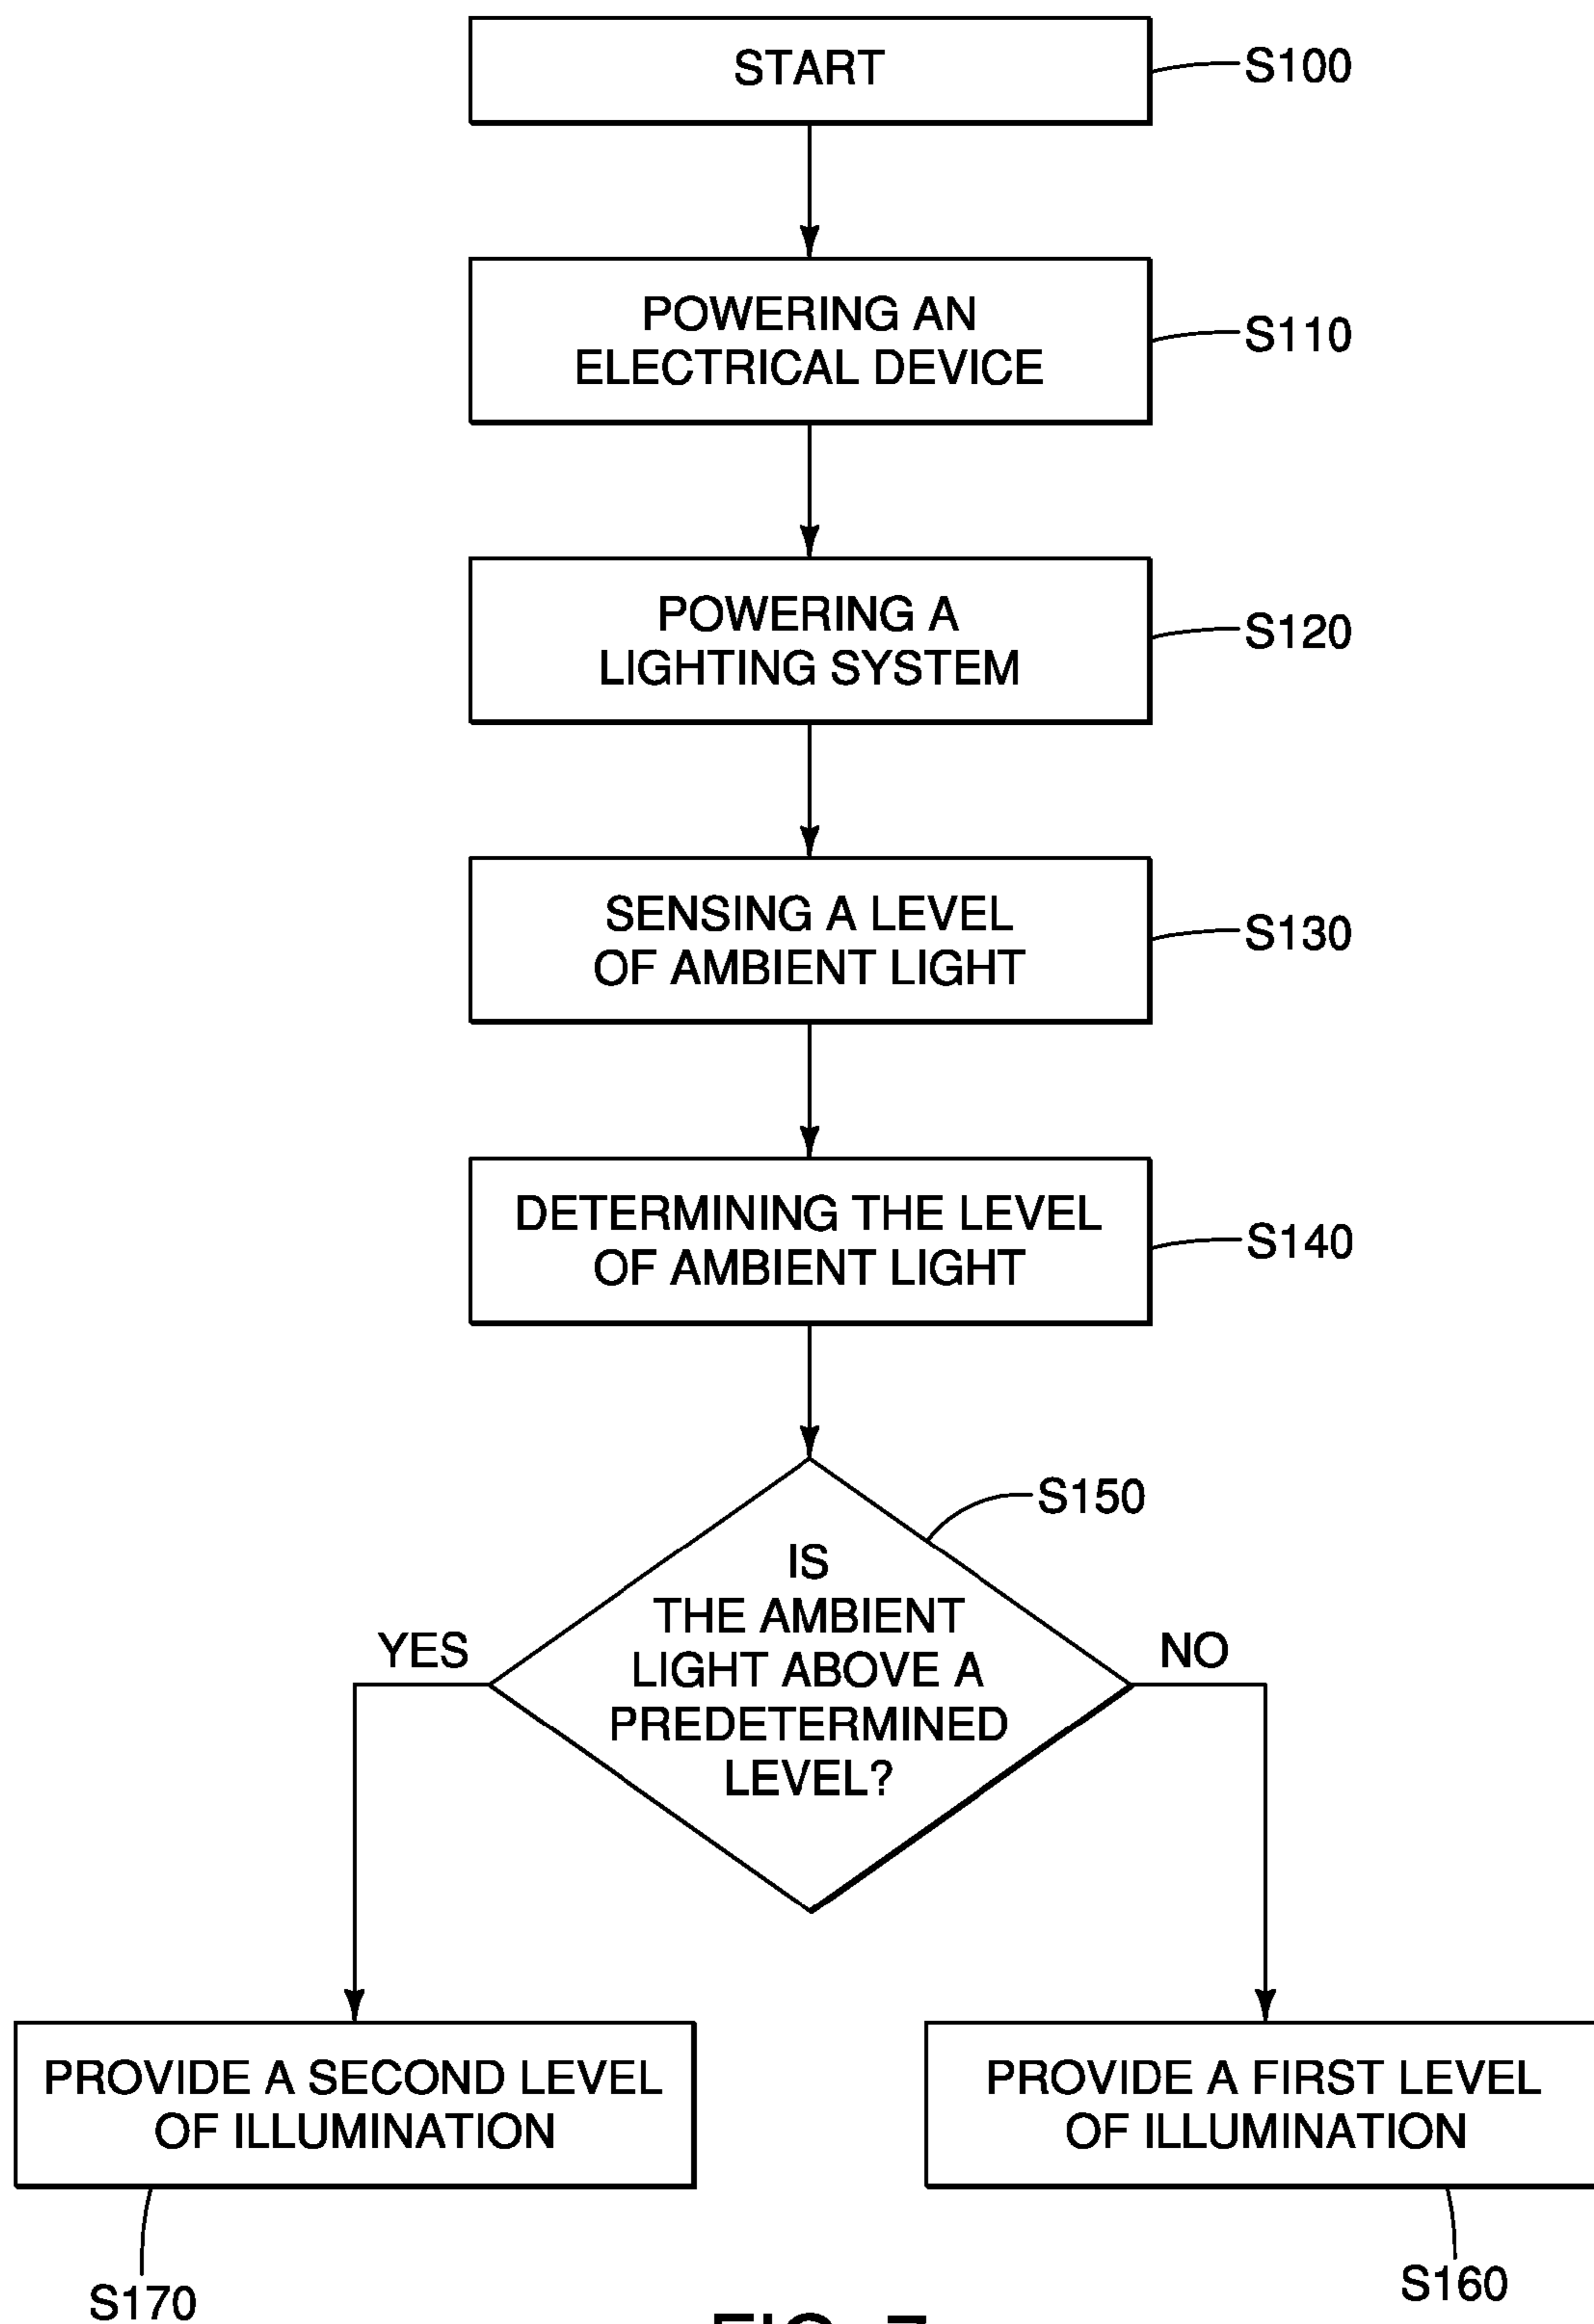 START
S100
POWERING AN
ELECTRICAL DEVICE
S110
POWERING A
LIGHTING SYSTEM
S120
SENSING A LEVEL
OF AMBIENT LIGHT
S130
DETERMINING THE LEVEL
OF AMBIENT LIGHT
S140
S150
IS
THE AMBIENT
LIGHT ABOVE A
PREDETERMINED
LEVEL?
YES
NO
PROVIDE A SECOND LEVEL
OF ILLUMINATION
PROVIDE A FIRST LEVEL
OF ILLUMINATION
S170
S160